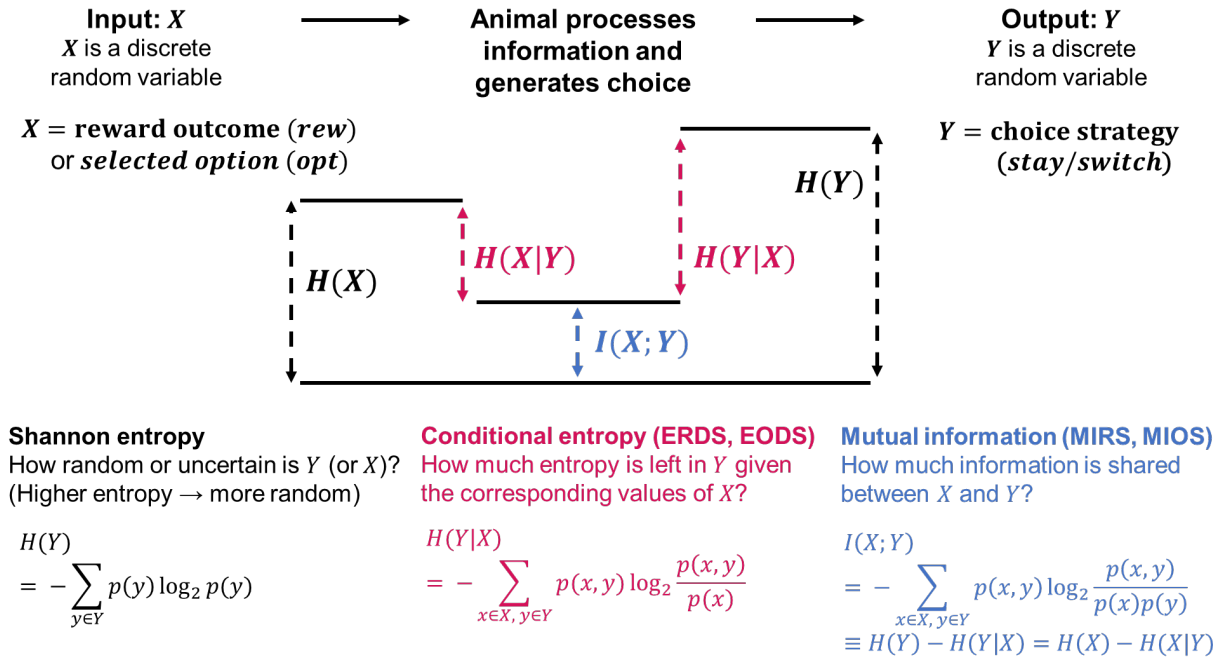 Input: X
X is a discrete
random variable
X = reward outcome (rew)
or selected option (opt)
Animal processes
information and
generates choice
Output: Y
Y is a discrete
random variable
Y = choice strategy
(stay/switch)
H(X)
H(X|Y)
I(X; Y)
H(Y|X)
H(Y)
Shannon entropy
How random or uncertain is Y (or X)?
(Higher entropy → more random)
H(Y)
= − ∑ p(y) log₂ p(y)
y∈Y
Conditional entropy (ERDS, EODS)
How much entropy is left in Y given
the corresponding values of X?
H(Y|X)
= − ∑ p(x, y) log₂ p(x, y)/p(x)
x∈X, y∈Y
Mutual information (MIRS, MIOS)
How much information is shared
between X and Y?
I(X; Y)
= − ∑ p(x, y) log₂ p(x, y)/p(x)p(y)
x∈X, y∈Y
≡ H(Y) − H(Y|X) = H(X) − H(X|Y)